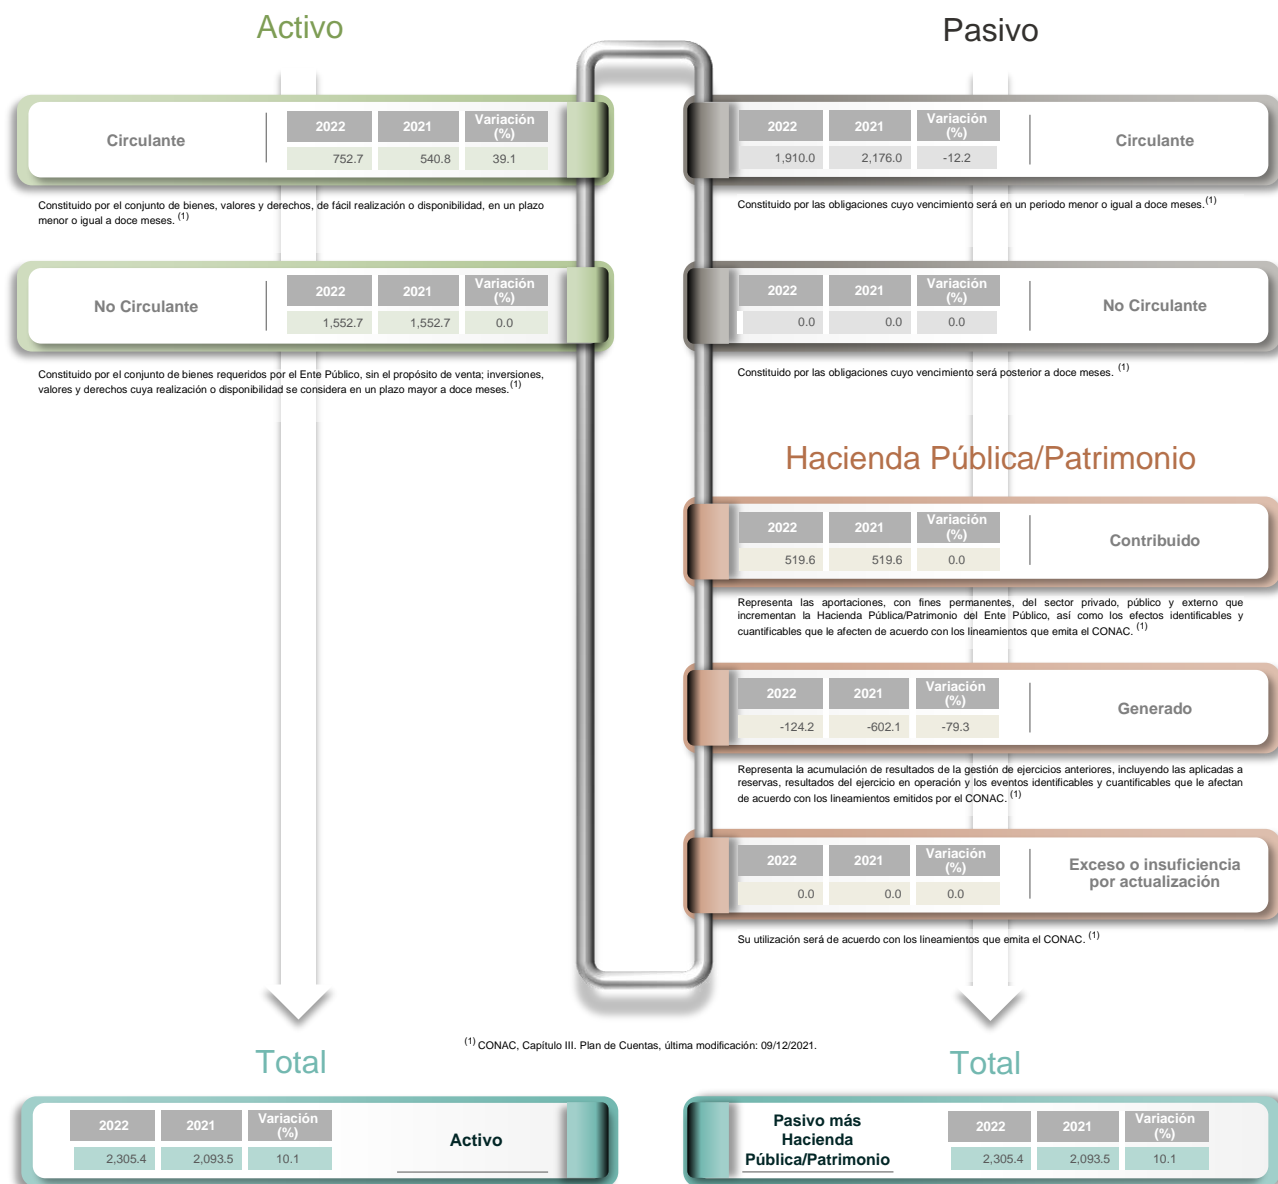 Activo
Circulante
2022 2021 Variación (%)
752.7 540.8 39.1
Constituido por el conjunto de bienes, valores y derechos, de fácil realización o disponibilidad, en un plazo
menor o igual a doce meses. (1)
No Circulante
2022 2021 Variación (%)
1,552.7 1,552.7 0.0
Constituido por el conjunto de bienes requeridos por el Ente Público, sin el propósito de venta; inversiones,
valores y derechos cuya realización o disponibilidad se considera en un plazo mayor a doce meses. (1)
Pasivo
2022 2021 Variación (%)
1,910.0 2,176.0 -12.2
Circulante
Constituido por las obligaciones cuyo vencimiento será en un periodo menor o igual a doce meses. (1)
2022 2021 Variación (%)
0.0 0.0 0.0
No Circulante
Constituido por las obligaciones cuyo vencimiento será posterior a doce meses. (1)
Hacienda Pública/Patrimonio
2022 2021 Variación (%)
519.6 519.6 0.0
Contribuido
Representa las aportaciones, con fines permanentes, del sector privado, público y externo que
incrementan la Hacienda Pública/Patrimonio del Ente Público, así como los efectos identificables y
cuantificables que le afecten de acuerdo con los lineamientos que emita el CONAC. (1)
2022 2021 Variación (%)
-124.2 -602.1 -79.3
Generado
Representa la acumulación de resultados de la gestión de ejercicios anteriores, incluyendo las aplicadas a
reservas, resultados del ejercicio en operación y los eventos identificables y cuantificables que le afectan
de acuerdo con los lineamientos emitidos por el CONAC. (1)
2022 2021 Variación (%)
0.0 0.0 0.0
Exceso o insuficiencia
por actualización
Su utilización será de acuerdo con los lineamientos que emita el CONAC. (1)
(1) CONAC, Capítulo III. Plan de Cuentas, última modificación: 09/12/2021.
Total
2022 2021 Variación (%)
2,305.4 2,093.5 10.1
Activo
Total
Pasivo más
Hacienda
Pública/Patrimonio
2022 2021 Variación (%)
2,305.4 2,093.5 10.1